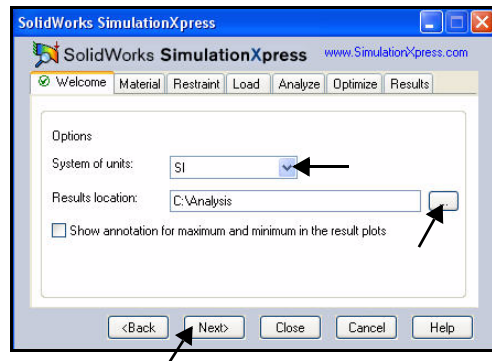 SolidWorks SimulationXpress
SolidWorks SimulationXpress www.SimulationXpress.com
Welcome Material Restraint Load Analyze Optimize Results
Options
System of units: SI
Results location: C:\Analysis ...
Show annotation for maximum and minimum in the result plots
<Back Next> Close Cancel Help